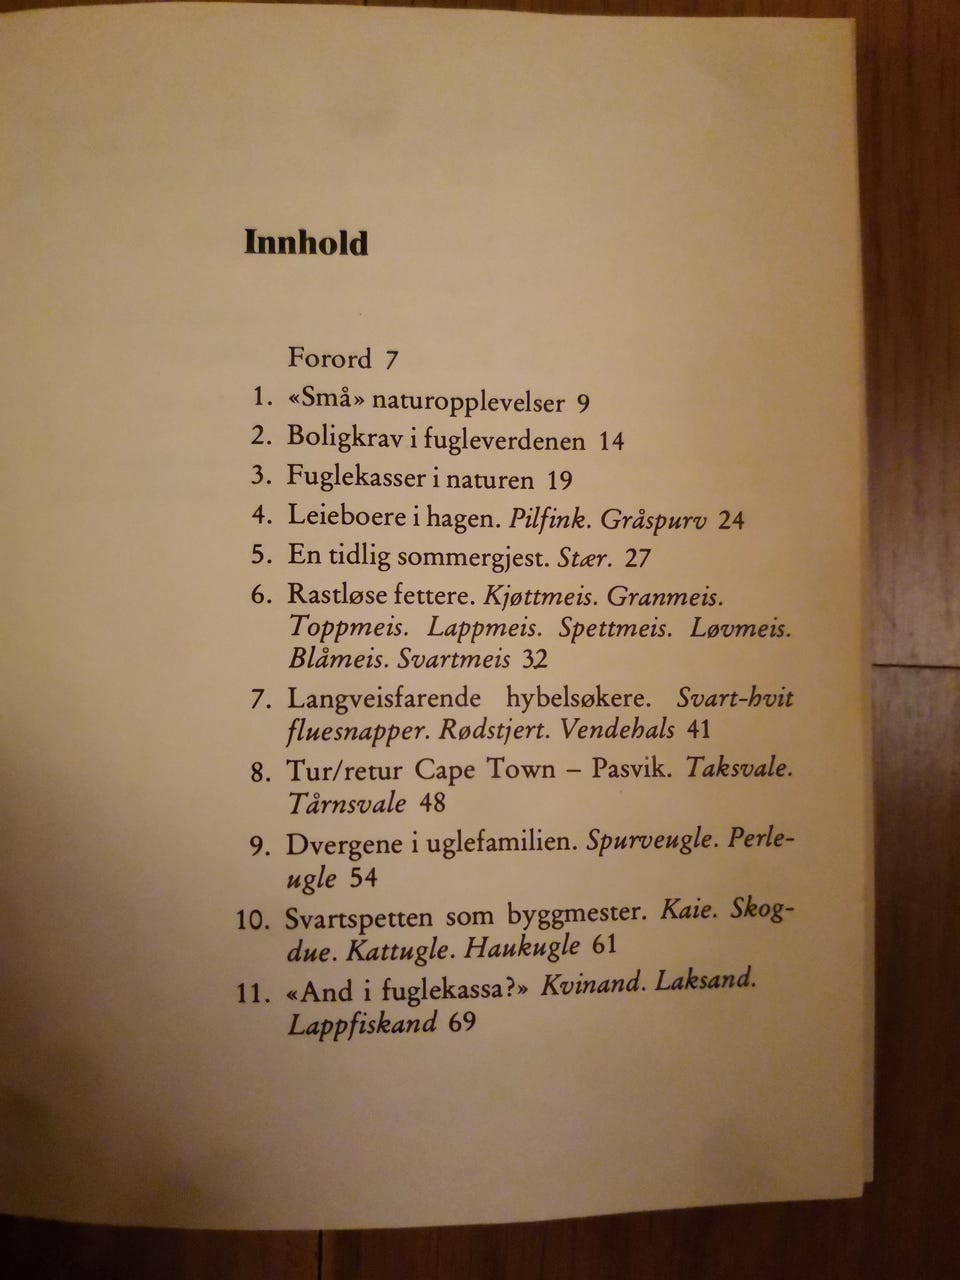 Innhold
Forord 7
1. «Små» naturopplevelser 9
2. Boligkrav i fugleverdenen 14
3. Fuglekasser i naturen 19
4. Leieboere i hagen. Pilfink. Gråspurv 24
5. En tidlig sommergjest. Stær. 27
6. Rastløse fettere. Kjøttmeis. Granmeis.
Toppmeis. Lappmeis. Spettmeis. Løvmeis.
Blåmeis. Svartmeis 32
7. Langveisfarende hybelsøkere. Svart-hvit
fluesnapper. Rødstjert. Vendehals 41
8. Tur/retur Cape Town – Pasvik. Taksvale.
Tårnsvale 48
9. Dvergene i uglefamilien. Spurveugle. Perle-
ugle 54
10. Svartspetten som byggmester. Kaie. Skog-
due. Kattugle. Haukugle 61
11. «And i fuglekassa?» Kvinand. Laksand.
Lappfiskand 69